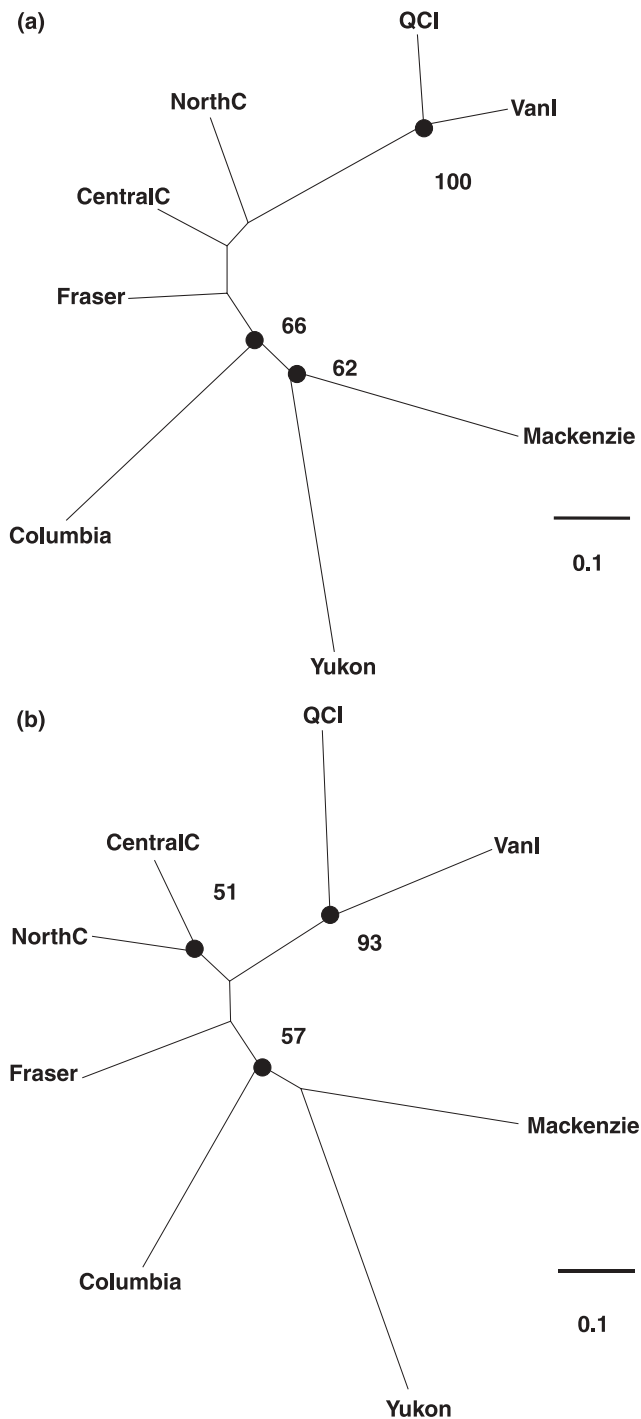 (a)
QCI
NorthC
VanI
100
CentralC
Fraser
66
62
Mackenzie
Columbia
0.1
Yukon
(b)
QCI
CentralC
VanI
51
NorthC
93
57
Fraser
Mackenzie
Columbia
0.1
Yukon